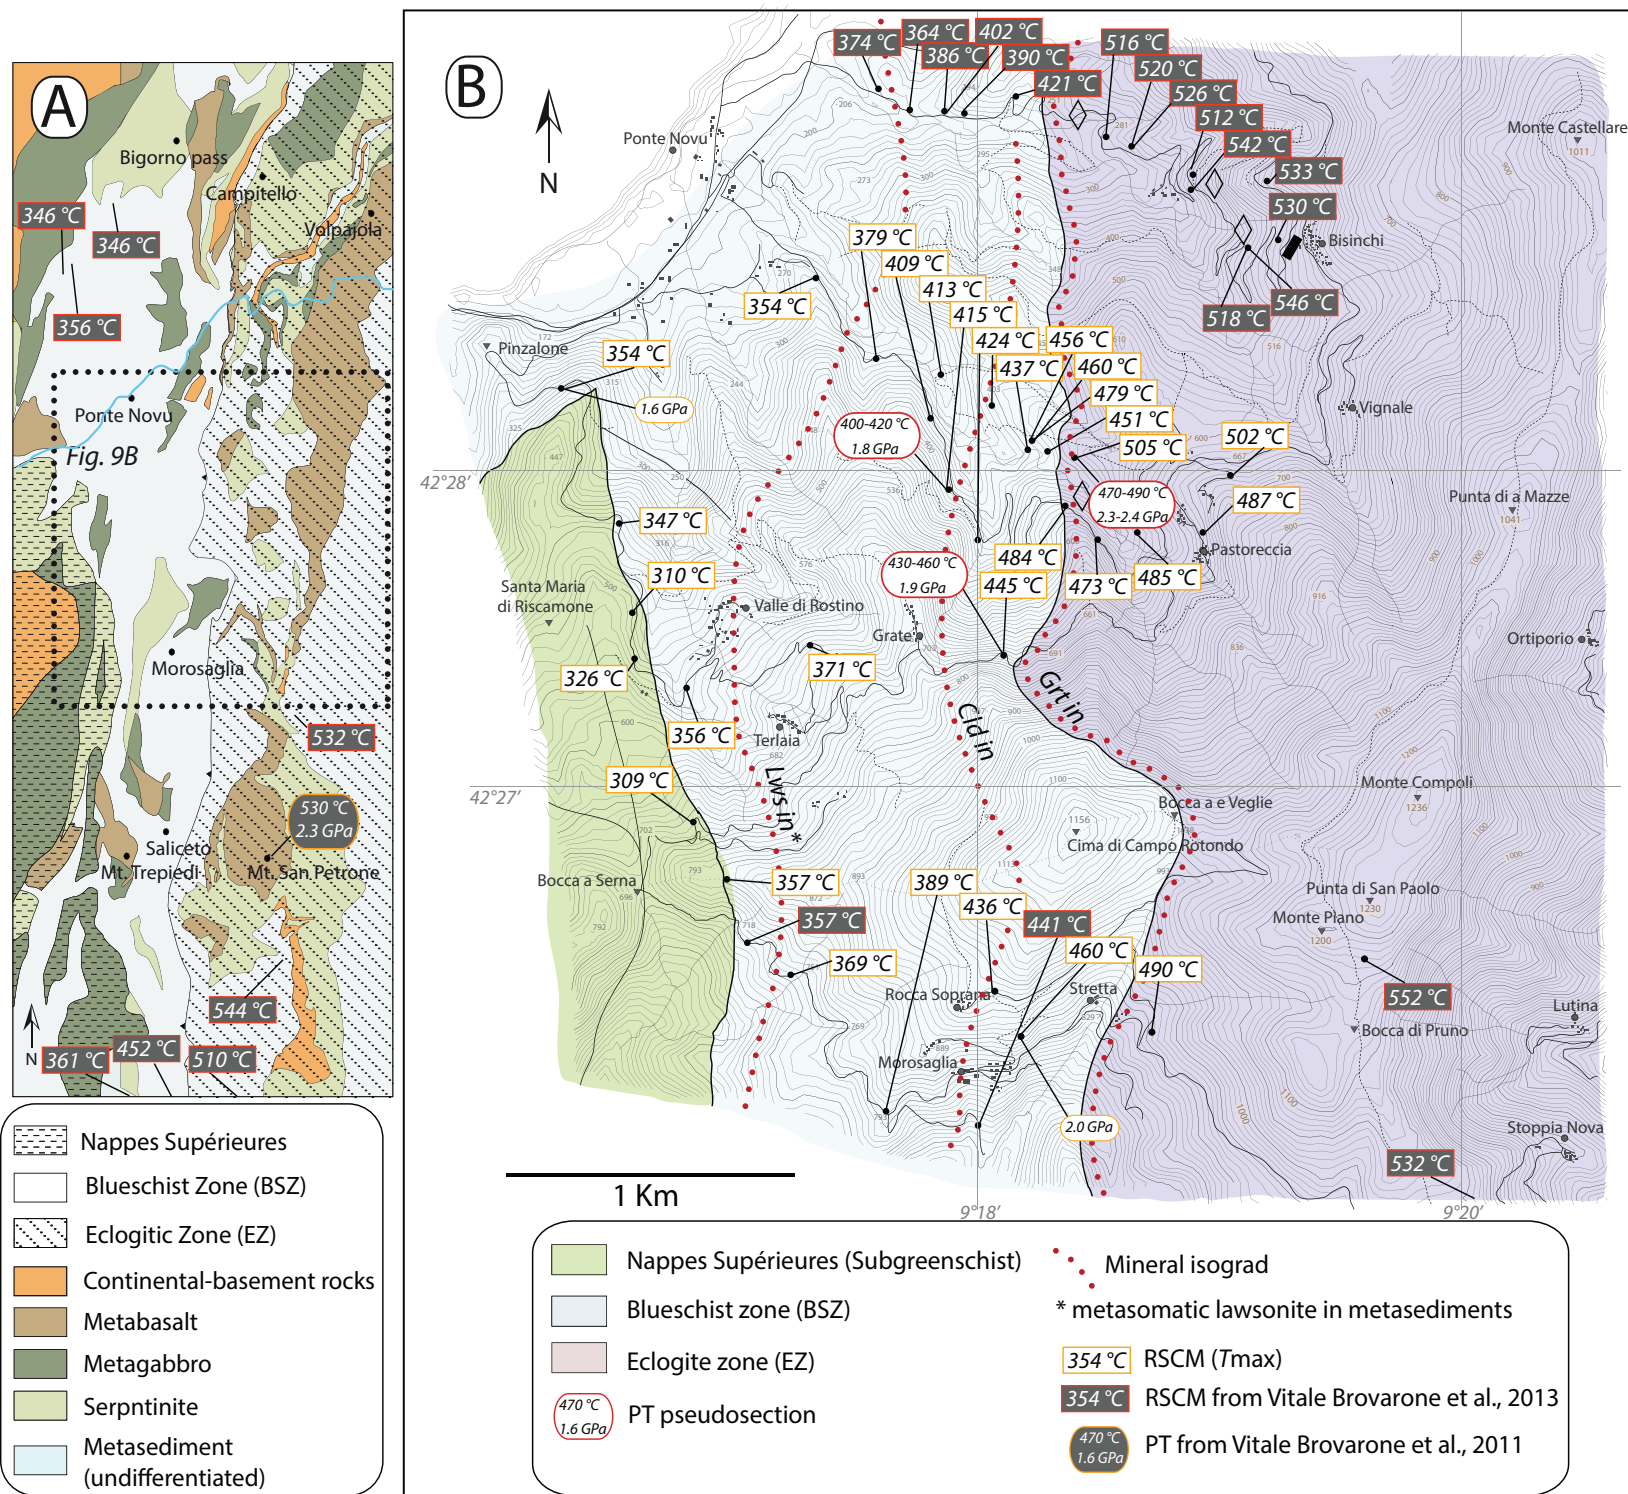 A
Bigorno pass
Campitello
346 °C
346 °C
Volpajola
356 °C
Ponte Novu
Fig. 9B
Morosaglia
532 °C
530 °C
2.3 GPa
Saliceto
Mt. Trepiedi
Mt. San Petrone
544 °C
N
361 °C
452 °C
510 °C
Nappes Supérieures
Blueschist Zone (BSZ)
Eclogitic Zone (EZ)
Continental-basement rocks
Metabasalt
Metagabbro
Serpntinite
Metasediment
(undifferentiated)
B
N
374 °C
364 °C
402 °C
386 °C
390 °C
421 °C
516 °C
520 °C
526 °C
512 °C
542 °C
533 °C
530 °C
Monte Castellare
1011
Ponte Novu
Bisinchi
546 °C
518 °C
379 °C
409 °C
413 °C
415 °C
424 °C
437 °C
456 °C
460 °C
479 °C
451 °C
505 °C
354 °C
Pinzalone
354 °C
1.6 GPa
400-420 °C
1.8 GPa
Vignale
502 °C
487 °C
470-490 °C
2.3-2.4 GPa
42°28’
Punta di a Mazze
1041
347 °C
310 °C
430-460 °C
1.9 GPa
484 °C
445 °C
473 °C
485 °C
Pastoreccia
Santa Maria
di Riscamone
Valle di Rostino
Grate
Ortiporio
326 °C
371 °C
356 °C
Terlaia
Grt in
Cld in
Lws in*
309 °C
42°27’
Monte Compoli
1236
Bocca a e Veglie
1156
Cima di Campo Rotondo
Bocca a Serna
696
357 °C
357 °C
369 °C
389 °C
436 °C
441 °C
460 °C
490 °C
Punta di San Paolo
1230
Monte Piano
1200
552 °C
Rocca Soprana
Stretta
Lutina
Bocca di Pruno
Morosaglia
2.0 GPa
Stoppia Nova
532 °C
1 Km
9°18’
9°20’
Nappes Supérieures (Subgreenschist)
Blueschist zone (BSZ)
Eclogite zone (EZ)
470 °C
1.6 GPa
PT pseudosection
Mineral isograd
* metasomatic lawsonite in metasediments
354 °C
RSCM (Tmax)
354 °C
RSCM from Vitale Brovarone et al., 2013
470 °C
1.6 GPa
PT from Vitale Brovarone et al., 2011